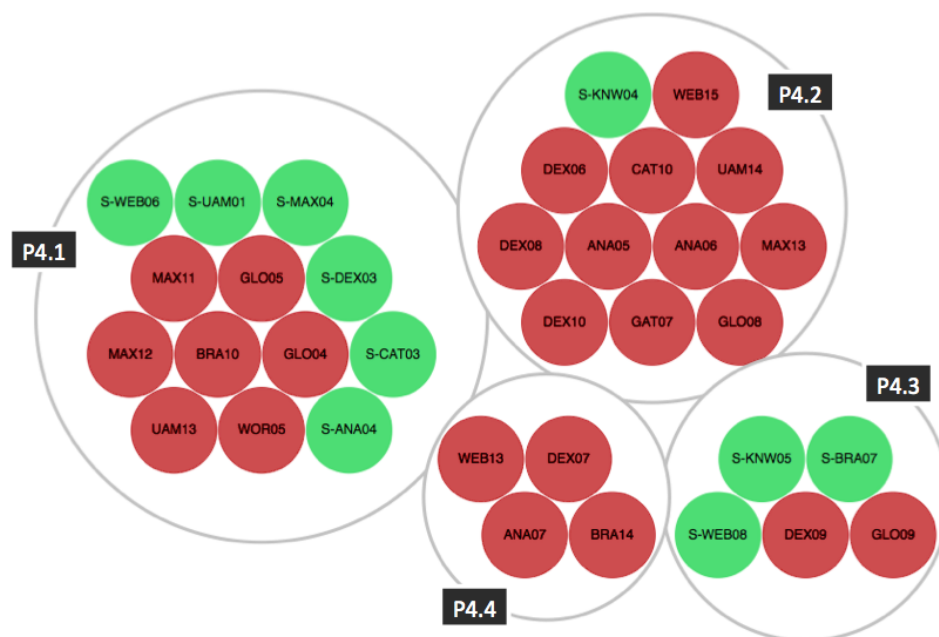 P4.1
S-WEB06 S-UAM01 S-MAX04
MAX11 GLO05 S-DEX03
MAX12 BRA10 GLO04 S-CAT03
UAM13 WOR05 S-ANA04
P4.2
S-KNW04 WEB15
DEX06 CAT10 UAM14
DEX08 ANA05 ANA06 MAX13
DEX10 GAT07 GLO08
P4.4
WEB13 DEX07
ANA07 BRA14
P4.3
S-KNW05 S-BRA07
S-WEB08 DEX09 GLO09